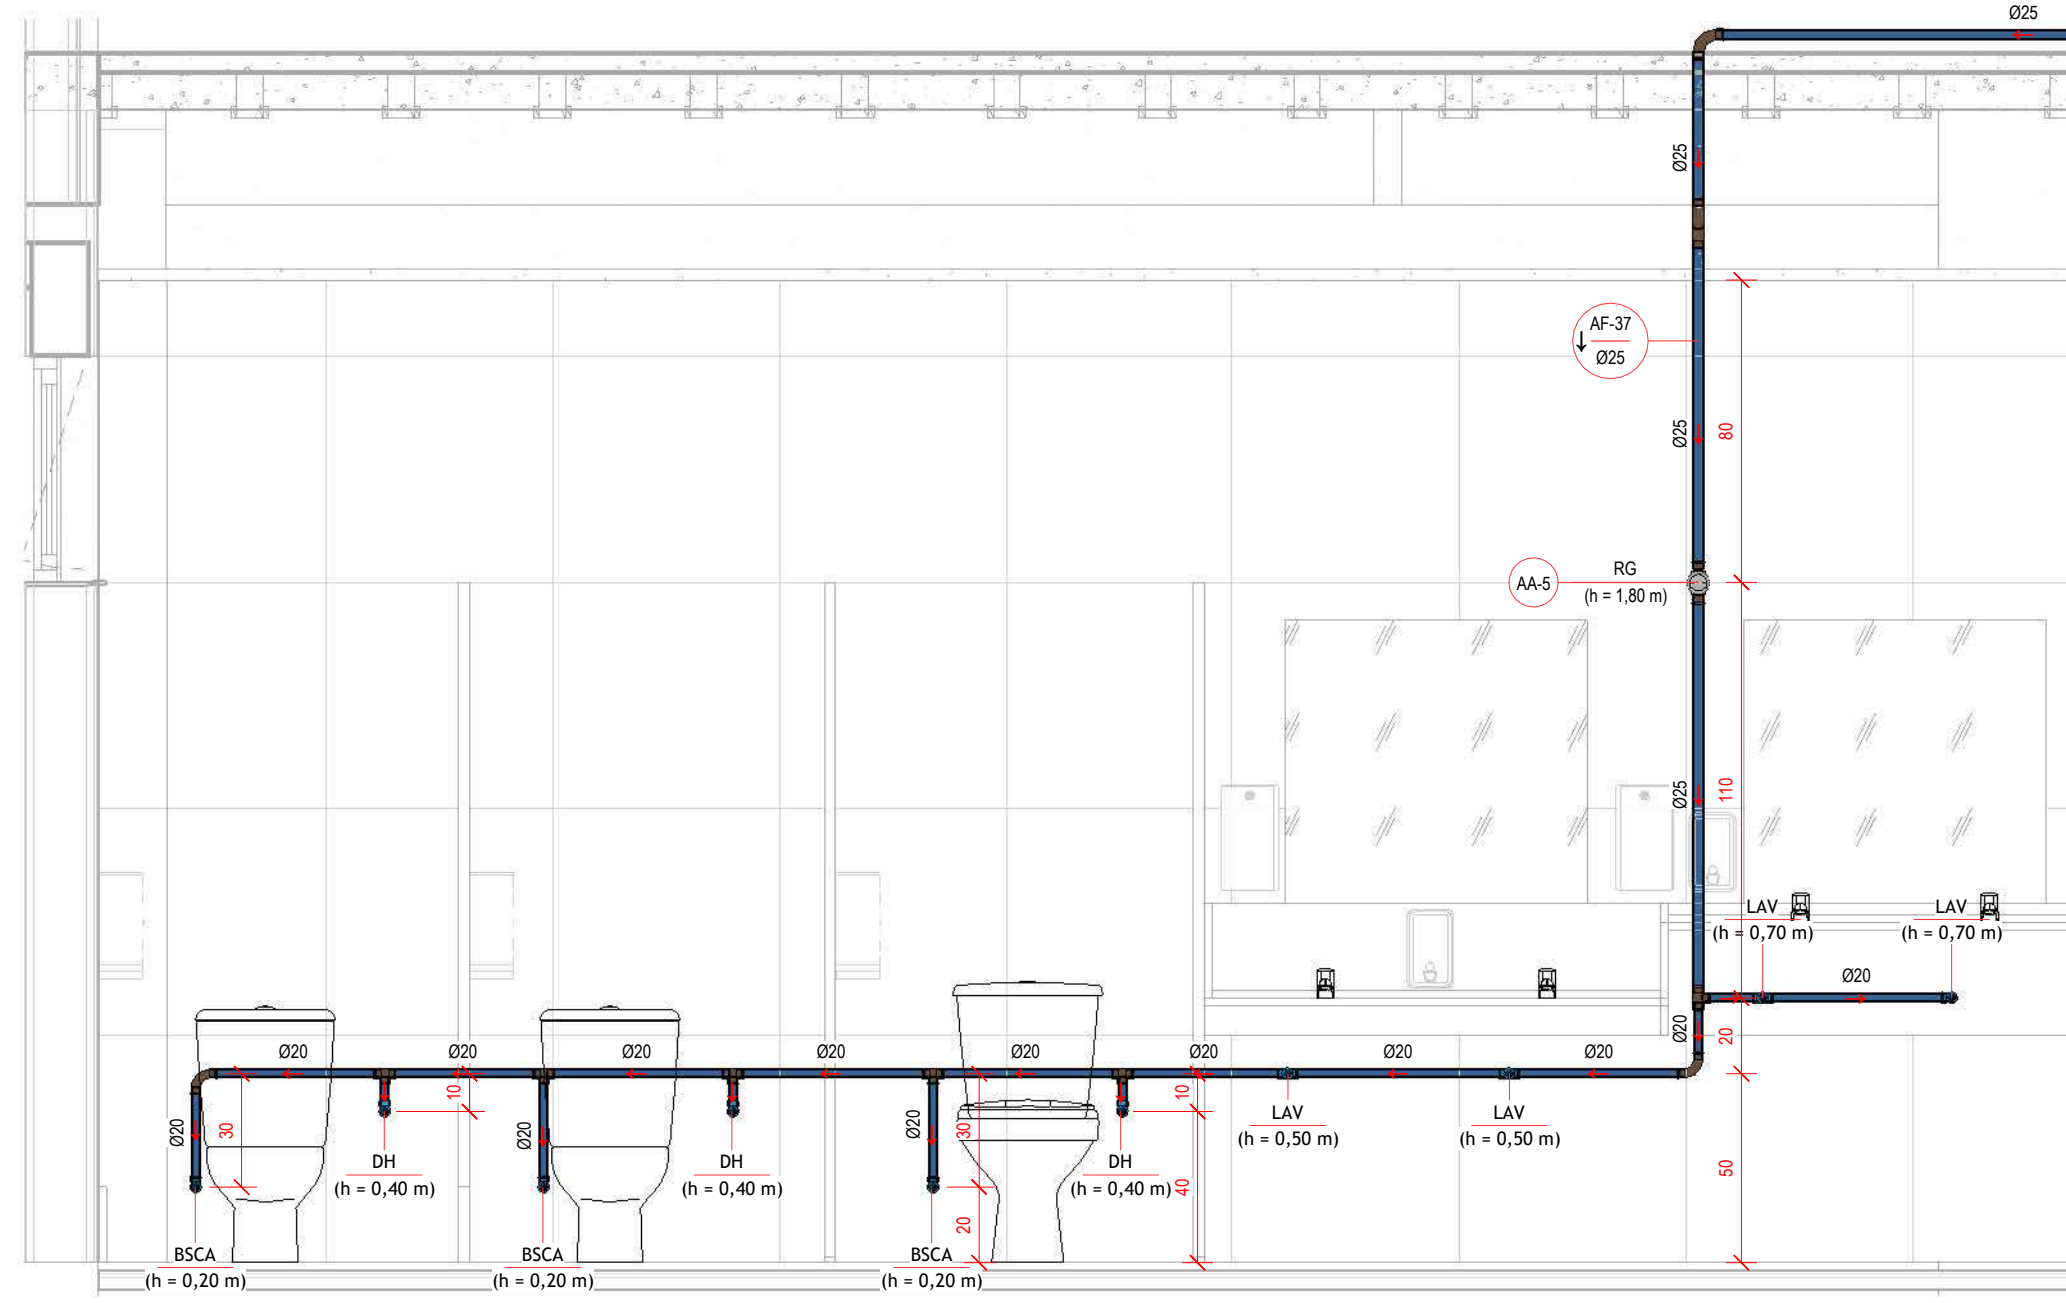 Ø25
Ø25
AF-37
↓
Ø25
Ø25
80
AA-5
RG
(h = 1,80 m)
Ø25
110
LAV
(h = 0,70 m)
LAV
(h = 0,70 m)
Ø20
Ø20
20
Ø20
Ø20
Ø20
Ø20
Ø20
Ø20
Ø20
Ø20
10
10
Ø20
30
Ø20
Ø20
30
LAV
(h = 0,50 m)
LAV
(h = 0,50 m)
DH
(h = 0,40 m)
DH
(h = 0,40 m)
DH
(h = 0,40 m)
40
50
20
BSCA
(h = 0,20 m)
BSCA
(h = 0,20 m)
BSCA
(h = 0,20 m)